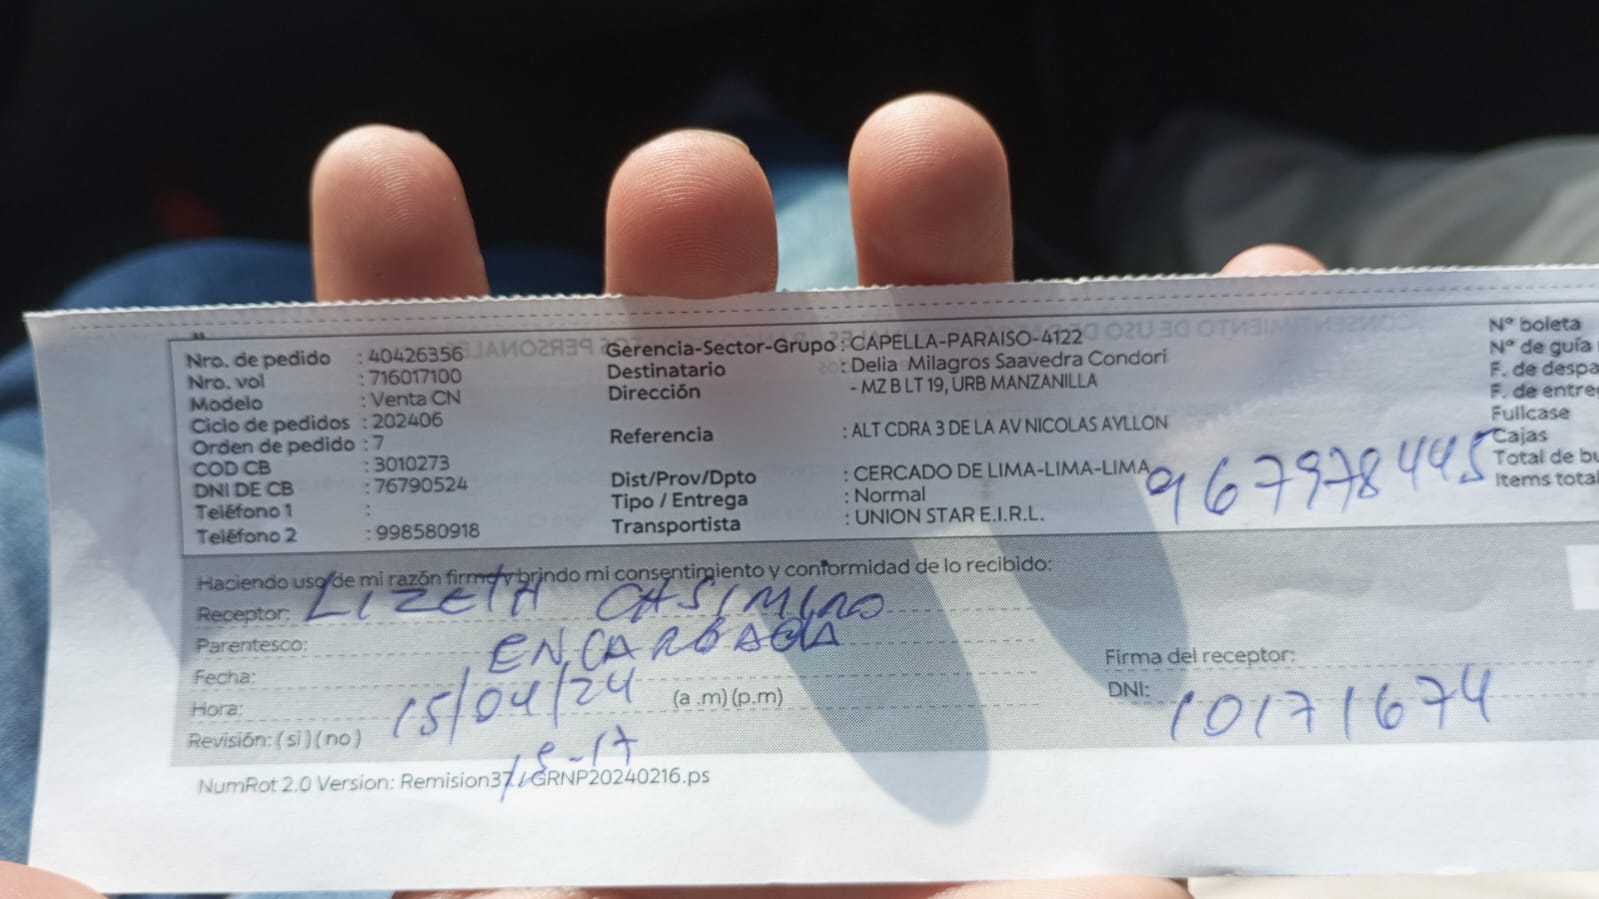 Nro. de pedido : 40426356
Nro. vol : 716017100
Modelo : Venta CN
Ciclo de pedidos : 202406
Orden de pedido : 7
COD CB : 3010273
DNI DE CB : 76790524
Teléfono 1 :
Teléfono 2 : 998580918
Gerencia-Sector-Grupo : CAPELLA-PARAISO-4122
Destinatario : Delia Milagros Saavedra Condori
Dirección - MZ B LT 19, URB MANZANILLA
Referencia : ALT CDRA 3 DE LA AV NICOLAS AYLLON
Dist/Prov/Dpto : CERCADO DE LIMA-LIMA-LIMA
Tipo / Entrega : Normal
Transportista : UNION STAR E.I.R.L.
967978445
Nº boleta
Nº de guía
F. de despa
F. de entre
Fullcase
Cajas
Total de bu
Items total
Haciendo uso de mi razón firmo y brindo mi consentimiento y conformidad de lo recibido:
Receptor: LIZETH CASIMIRO
Parentesco: ENCARGADA
Fecha: 15/04/24
Hora: (a .m) (p.m)
Revisión: ( si ) ( no )
Firma del receptor:
DNI: 10171674
NumRot 2.0 Version: Remision37 / GRNP20240216.ps